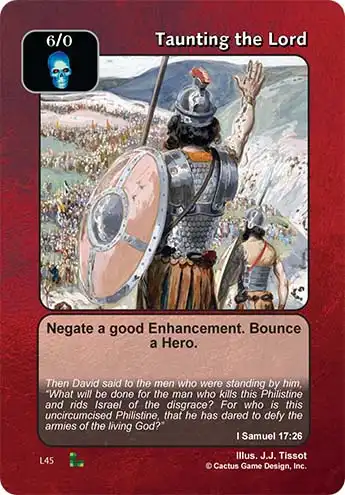 6/0
Taunting the Lord
Negate a good Enhancement. Bounce
a Hero.
Then David said to the men who were standing by him,
"What will be done for the man who kills this Philistine
and rids Israel of the disgrace? For who is this
uncircumcised Philistine, that he has dared to defy the
armies of the living God?"
I Samuel 17:26
Illus. J.J. Tissot
L45
© Cactus Game Design, Inc.